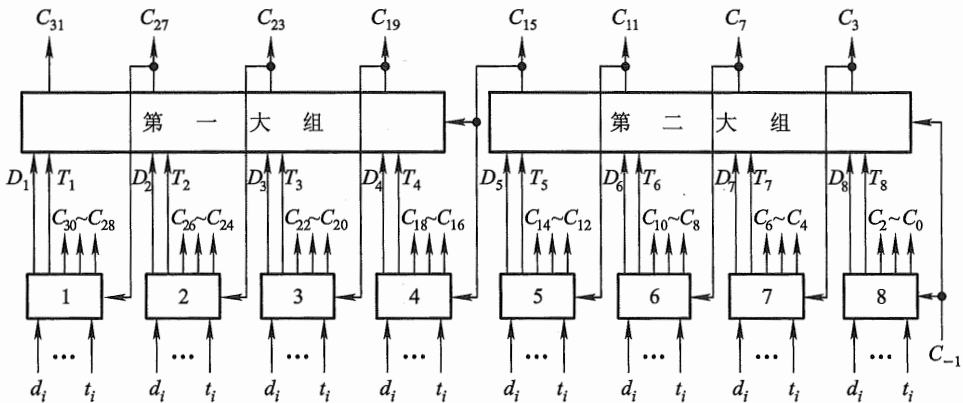 C31 C27 C23 C19 C15 C11 C7 C3
第一大组 第二大组
D1 T1 D2 T2 D3 T3 D4 T4 D5 T5 D6 T6 D7 T7 D8 T8
C30~C28 C26~C24 C22~C20 C18~C16 C14~C12 C10~C8 C6~C4 C2~C0
1 2 3 4 5 6 7 8
... ... ... ... ... ... ... ... C−1
di ti di ti di ti di ti di ti di ti di ti di ti